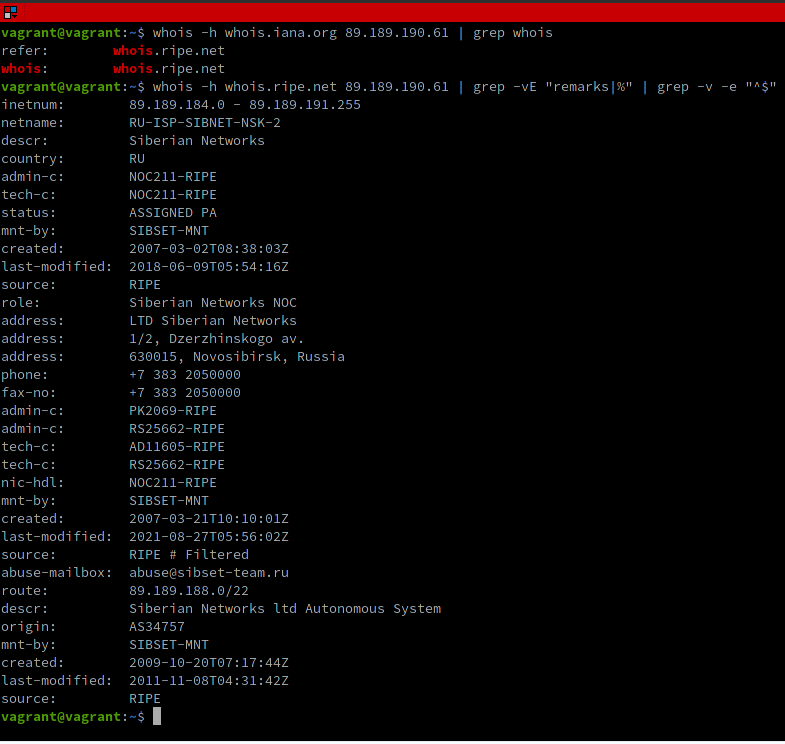 vagrant@vagrant:~$ whois -h whois.iana.org 89.189.190.61 | grep whois
refer:        whois.ripe.net
whois:        whois.ripe.net
vagrant@vagrant:~$ whois -h whois.ripe.net 89.189.190.61 | grep -vE "remarks|%" | grep -v -e "^$"
inetnum:        89.189.184.0 - 89.189.191.255
netname:        RU-ISP-SIBNET-NSK-2
descr:          Siberian Networks
country:        RU
admin-c:        NOC211-RIPE
tech-c:         NOC211-RIPE
status:         ASSIGNED PA
mnt-by:         SIBSET-MNT
created:        2007-03-02T08:38:03Z
last-modified:  2018-06-09T05:54:16Z
source:         RIPE
role:           Siberian Networks NOC
address:        LTD Siberian Networks
address:        1/2, Dzerzhinskogo av.
address:        630015, Novosibirsk, Russia
phone:          +7 383 2050000
fax-no:         +7 383 2050000
admin-c:        PK2069-RIPE
admin-c:        RS25662-RIPE
tech-c:         AD11605-RIPE
tech-c:         RS25662-RIPE
nic-hdl:        NOC211-RIPE
mnt-by:         SIBSET-MNT
created:        2007-03-21T10:10:01Z
last-modified:  2021-08-27T05:56:02Z
source:         RIPE # Filtered
abuse-mailbox:  abuse@sibset-team.ru
route:          89.189.188.0/22
descr:          Siberian Networks ltd Autonomous System
origin:         AS34757
mnt-by:         SIBSET-MNT
created:        2009-10-20T07:17:44Z
last-modified:  2011-11-08T04:31:42Z
source:         RIPE
vagrant@vagrant:~$